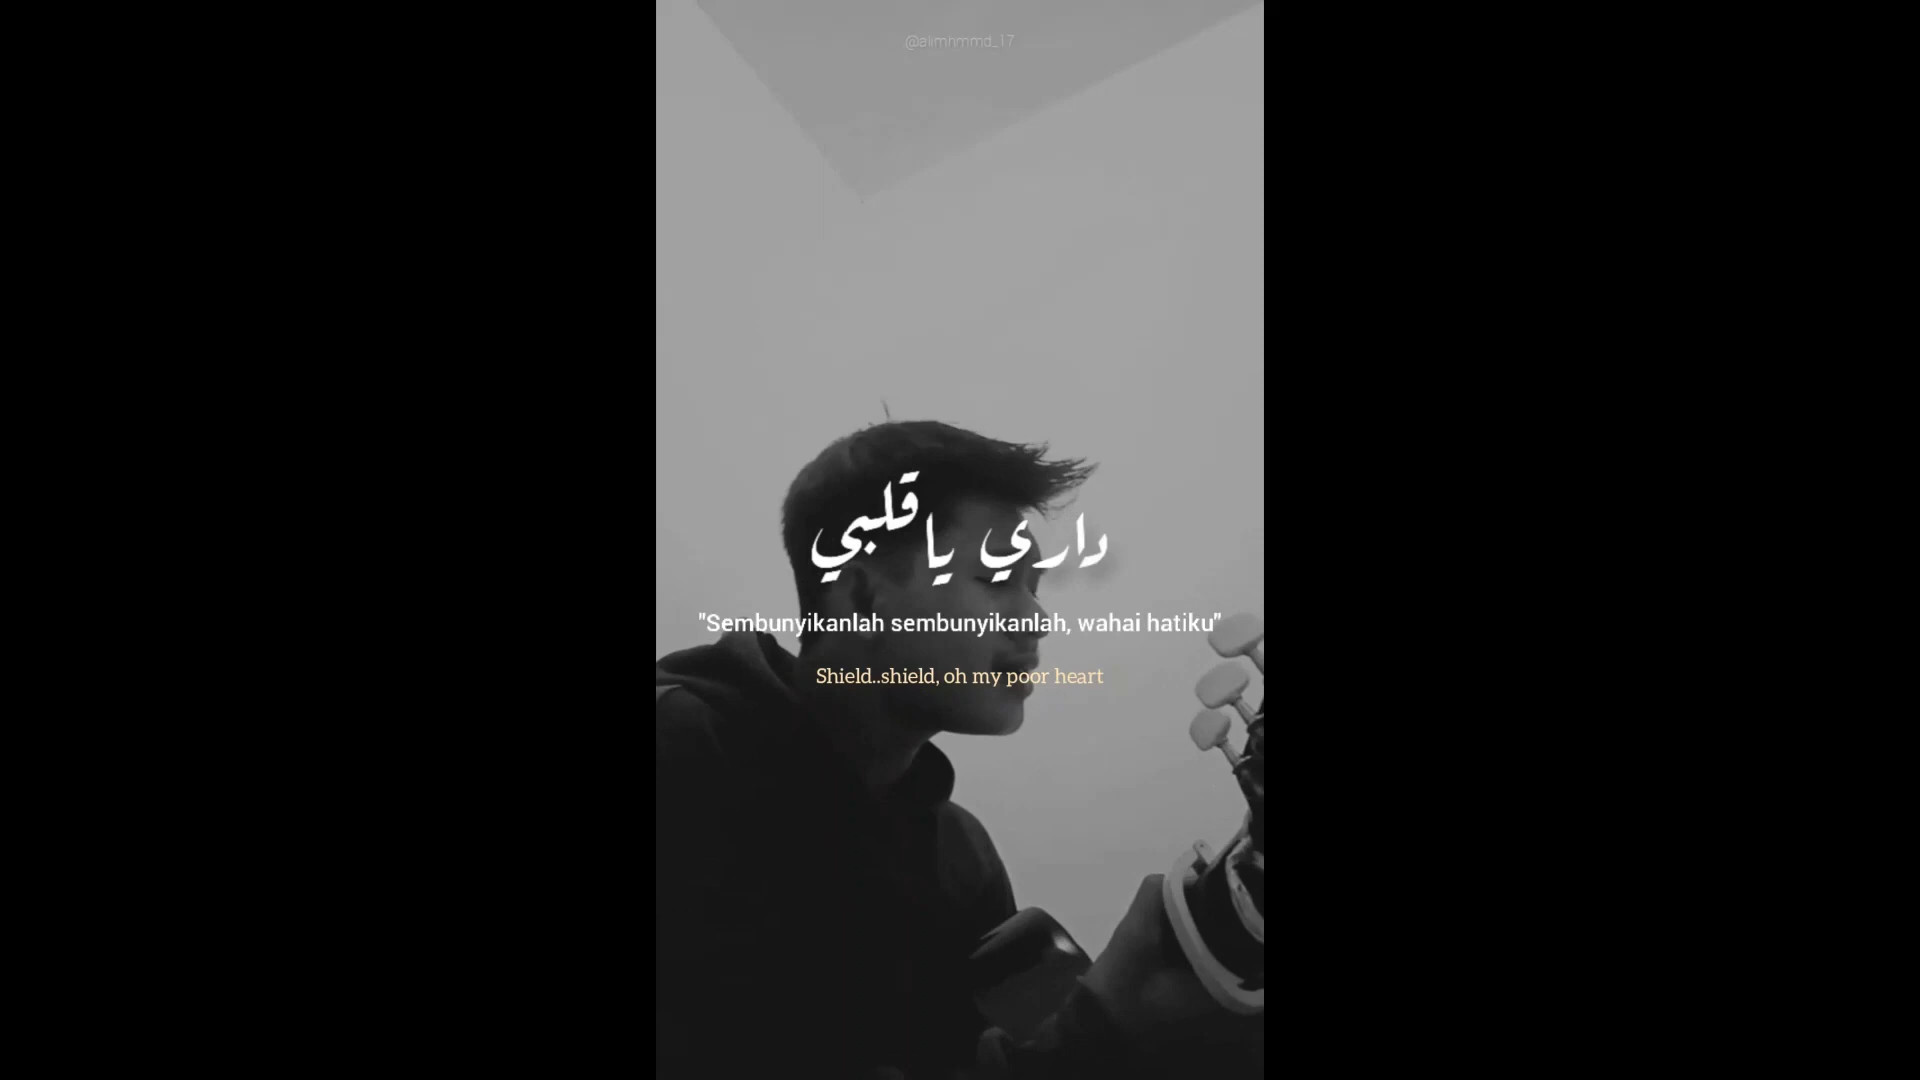 @alimhmmd_17
داري يا قلبي
"Sembunyikanlah sembunyikanlah, wahai hatiku"
Shield..shield, oh my poor heart